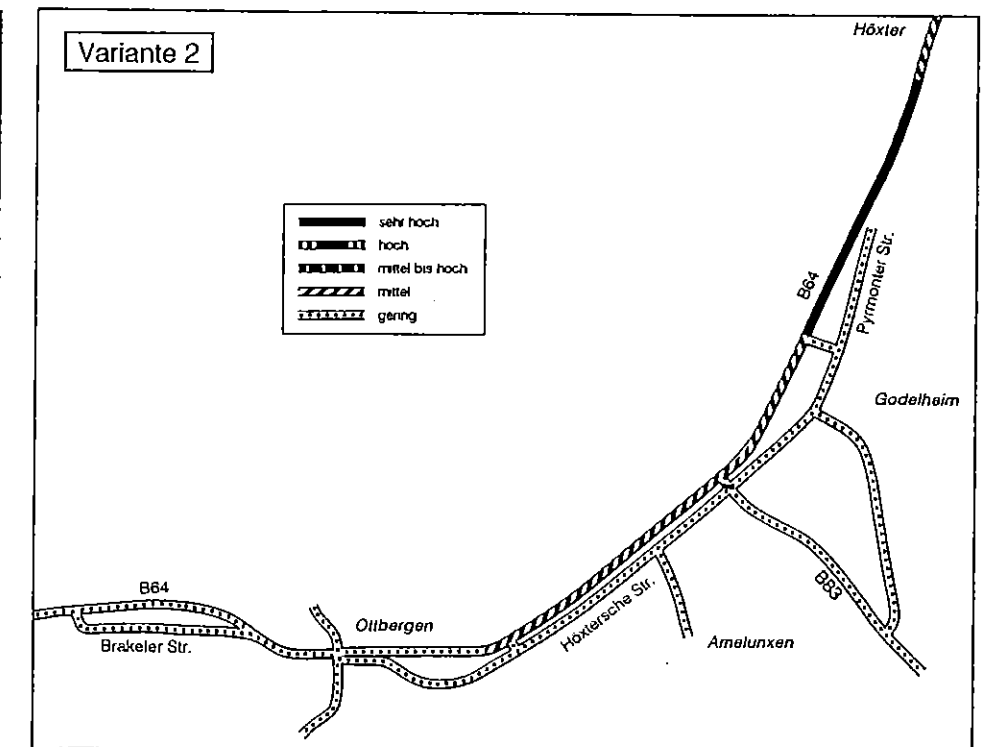 Variante 2
Höxter
sehr hoch
hoch
mittel bis hoch
mittel
gering
B64
Pyrmonter Str.
Godelheim
B83
B64
Brakeler Str.
Ottbergen
Höxtersche Str.
Amelunxen